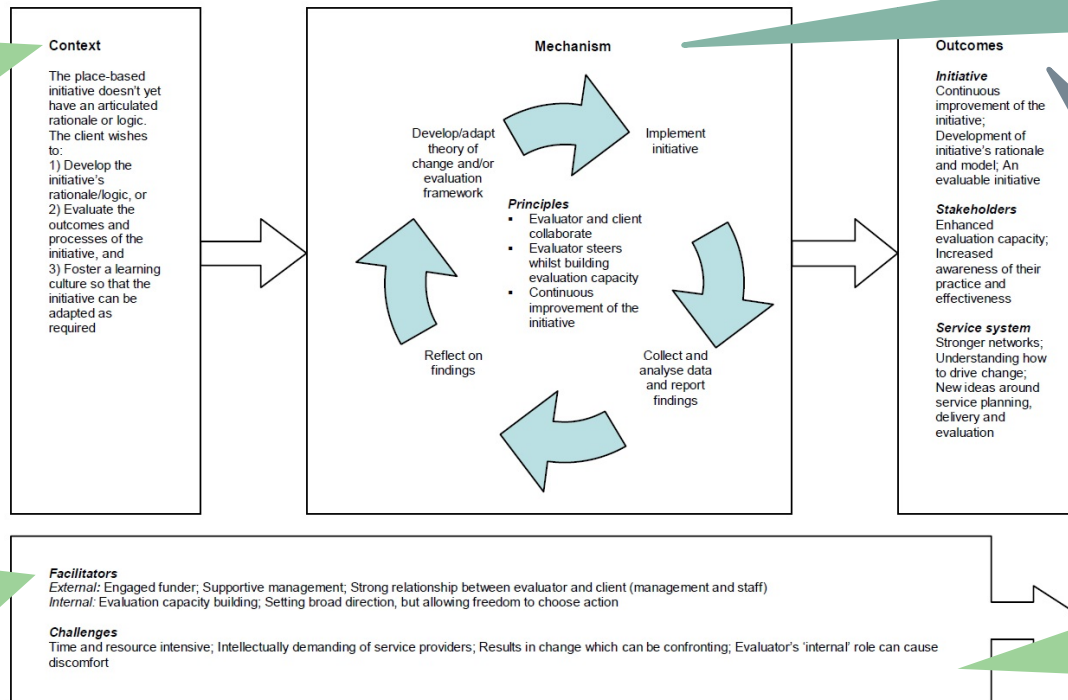 Context
The place-based
initiative doesn't yet
have an articulated
rationale or logic.
The client wishes
to:
1) Develop the
initiative's
rationale/logic, or
2) Evaluate the
outcomes and
processes of the
initiative, and
3) Foster a learning
culture so that the
initiative can be
adapted as
required
Mechanism
Develop/adapt
theory of
change and/or
evaluation
framework
Implement
initiative
Principles
▪ Evaluator and client
collaborate
▪ Evaluator steers
whilst building
evaluation capacity
▪ Continuous
improvement of the
initiative
Reflect on
findings
Collect and
analyse data
and report
findings
Outcomes
Initiative
Continuous
improvement of the
initiative;
Development of
initiative's rationale
and model; An
evaluable initiative
Stakeholders
Enhanced
evaluation capacity;
Increased
awareness of their
practice and
effectiveness
Service system
Stronger networks;
Understanding how
to drive change;
New ideas around
service planning,
delivery and
evaluation
Facilitators
External: Engaged funder; Supportive management; Strong relationship between evaluator and client (management and staff)
Internal: Evaluation capacity building; Setting broad direction, but allowing freedom to choose action
Challenges
Time and resource intensive; Intellectually demanding of service providers; Results in change which can be confronting; Evaluator's 'internal' role can cause
discomfort